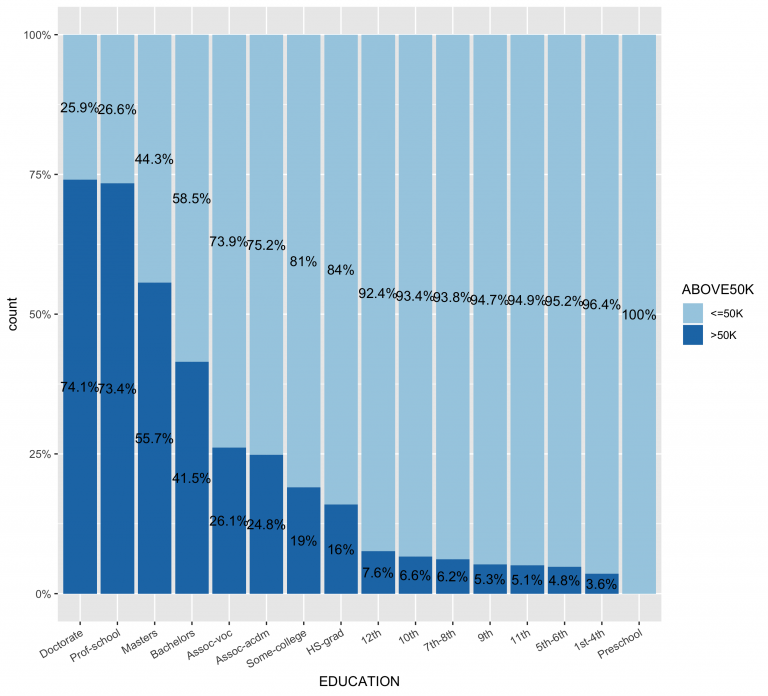 100%
75%
50%
25%
0%
count
25.9%
26.6%
44.3%
58.5%
73.9%
75.2%
81%
84%
92.4%
93.4%
93.8%
94.7%
94.9%
95.2%
96.4%
100%
74.1%
73.4%
55.7%
41.5%
26.1%
24.8%
19%
16%
7.6%
6.6%
6.2%
5.3%
5.1%
4.8%
3.6%
Doctorate
Prof-school
Masters
Bachelors
Assoc-voc
Assoc-acdm
Some-college
HS-grad
12th
10th
7th-8th
9th
11th
5th-6th
1st-4th
Preschool
EDUCATION
ABOVE50K
<=50K
>50K